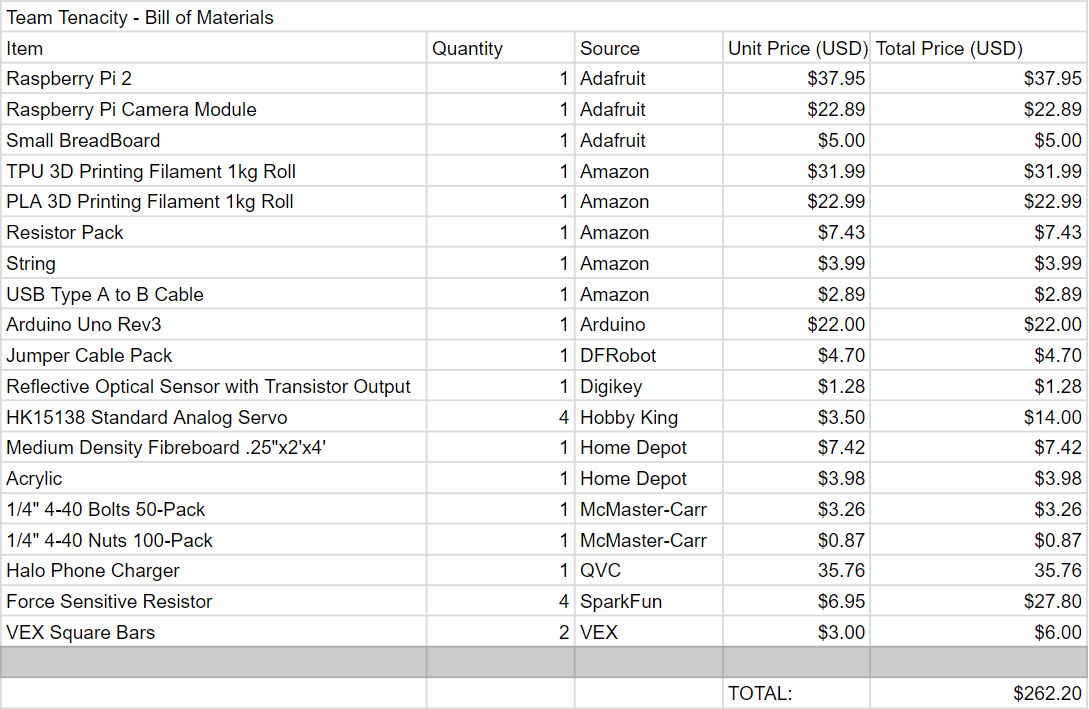 Team Tenacity - Bill of Materials
Item Quantity Source Unit Price (USD) Total Price (USD)
Raspberry Pi 2 1 Adafruit $37.95 $37.95
Raspberry Pi Camera Module 1 Adafruit $22.89 $22.89
Small BreadBoard 1 Adafruit $5.00 $5.00
TPU 3D Printing Filament 1kg Roll 1 Amazon $31.99 $31.99
PLA 3D Printing Filament 1kg Roll 1 Amazon $22.99 $22.99
Resistor Pack 1 Amazon $7.43 $7.43
String 1 Amazon $3.99 $3.99
USB Type A to B Cable 1 Amazon $2.89 $2.89
Arduino Uno Rev3 1 Arduino $22.00 $22.00
Jumper Cable Pack 1 DFRobot $4.70 $4.70
Reflective Optical Sensor with Transistor Output 1 Digikey $1.28 $1.28
HK15138 Standard Analog Servo 4 Hobby King $3.50 $14.00
Medium Density Fibreboard .25"x2'x4' 1 Home Depot $7.42 $7.42
Acrylic 1 Home Depot $3.98 $3.98
1/4" 4-40 Bolts 50-Pack 1 McMaster-Carr $3.26 $3.26
1/4" 4-40 Nuts 100-Pack 1 McMaster-Carr $0.87 $0.87
Halo Phone Charger 1 QVC 35.76 35.76
Force Sensitive Resistor 4 SparkFun $6.95 $27.80
VEX Square Bars 2 VEX $3.00 $6.00
TOTAL: $262.20